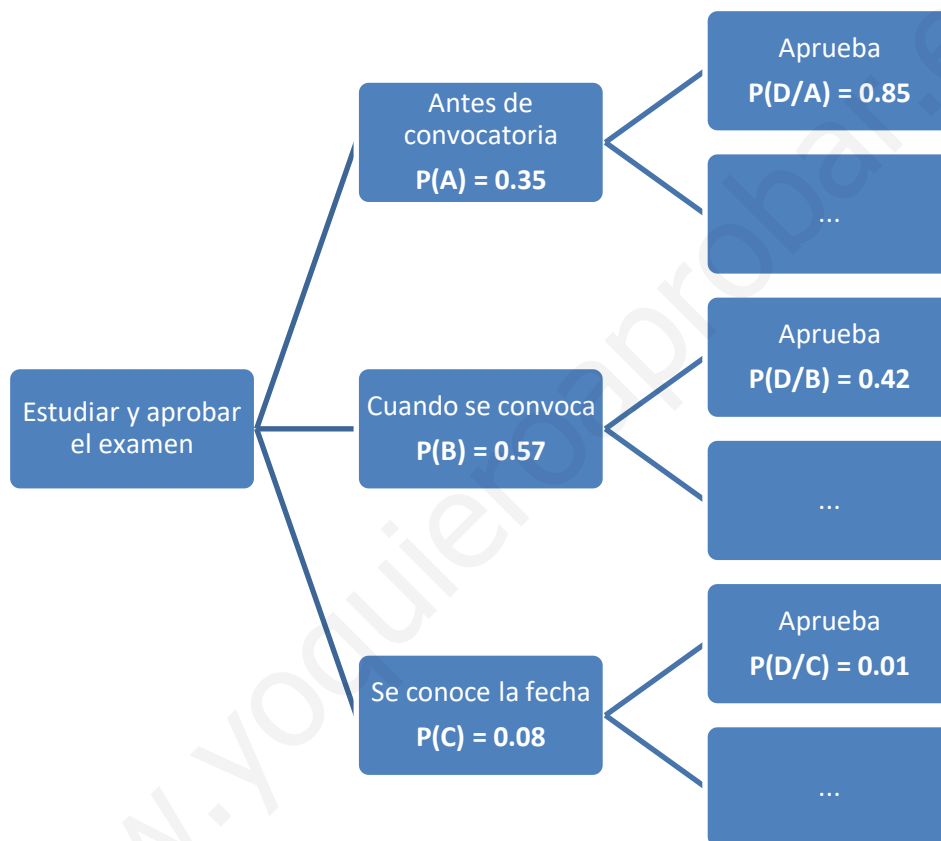 Estudiar y aprobar
el examen
Antes de
convocatoria
P(A) = 0.35
Aprueba
P(D/A) = 0.85
...
Cuando se convoca
P(B) = 0.57
Aprueba
P(D/B) = 0.42
...
Se conoce la fecha
P(C) = 0.08
Aprueba
P(D/C) = 0.01
...
w.yoquieroaprobar.e